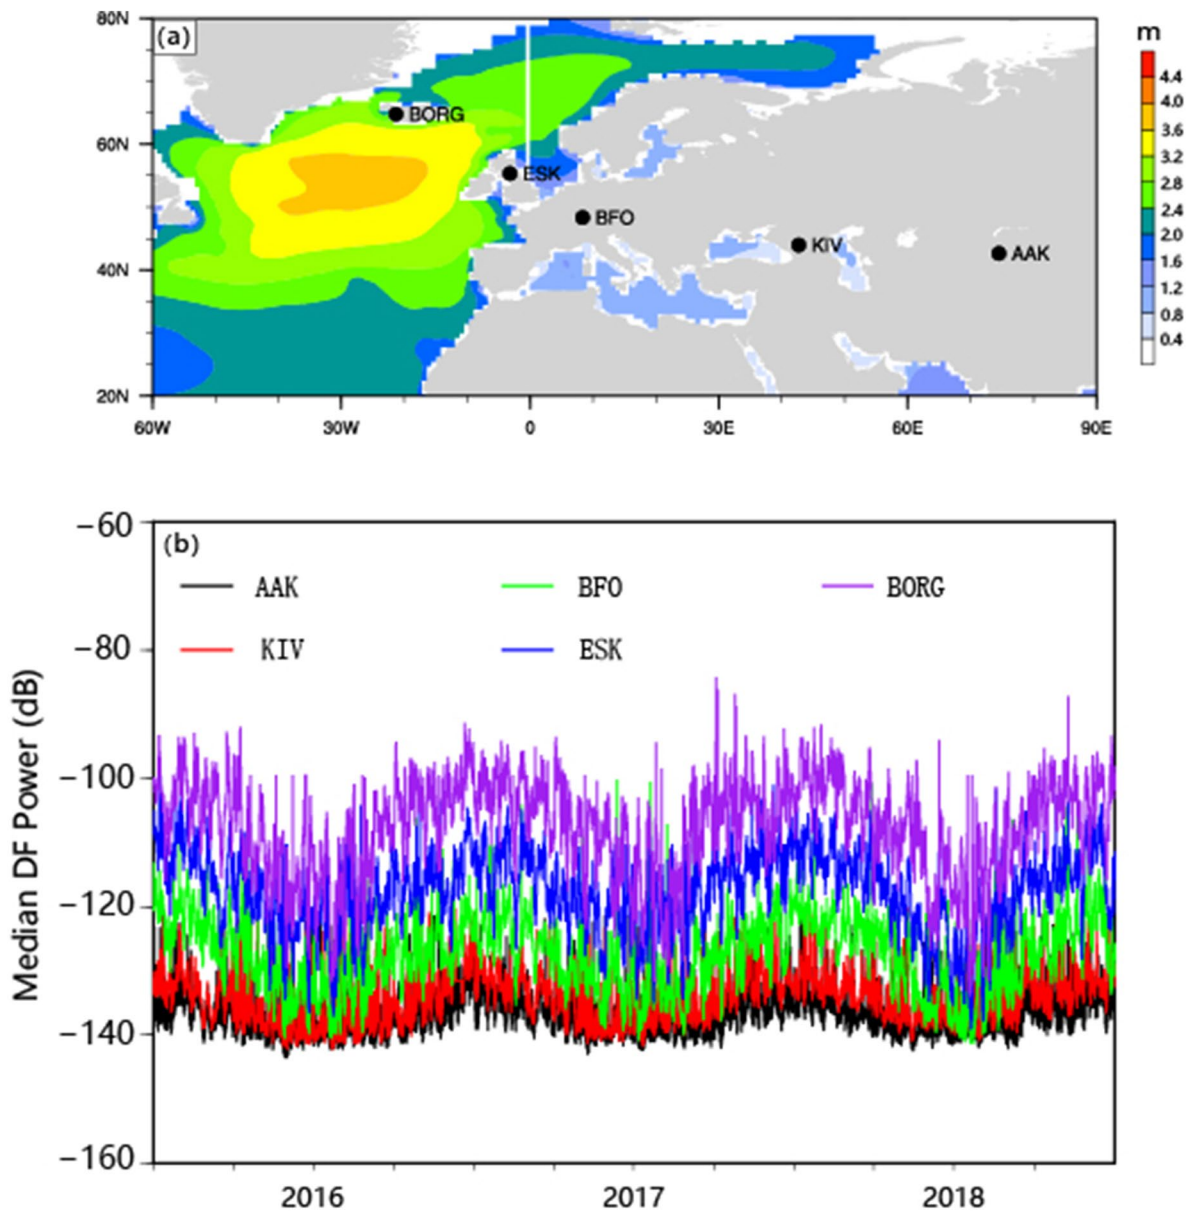 80N
(a)
m
4.4
BORG
4.0
60N
3.6
ESK
3.2
2.8
BFO
2.4
KIV
AAK
2.0
40N
1.6
1.2
0.8
0.4
20N
60W 30W 0 30E 60E 90E
-60
(b)
AAK BFO BORG
KIV ESK
-80
-100
-120
-140
-160
Median DF Power (dB)
2016 2017 2018